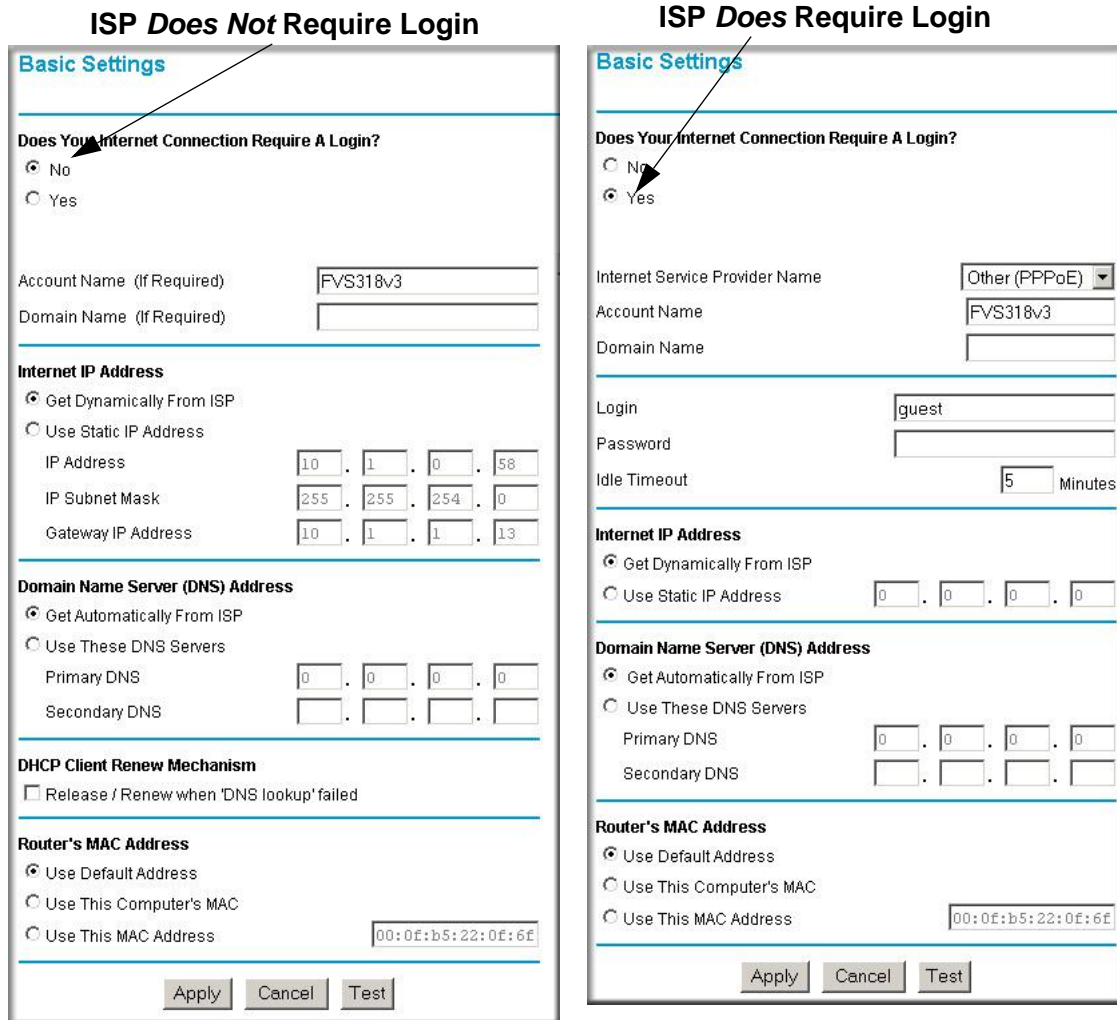 ISP Does Not Require Login
Basic Settings
Does Your Internet Connection Require A Login?
No
Yes
Account Name (If Required) FVS318v3
Domain Name (If Required)
Internet IP Address
Get Dynamically From ISP
Use Static IP Address
IP Address 10 . 1 . 0 . 58
IP Subnet Mask 255 . 255 . 254 . 0
Gateway IP Address 10 . 1 . 1 . 13
Domain Name Server (DNS) Address
Get Automatically From ISP
Use These DNS Servers
Primary DNS 0 . 0 . 0 . 0
Secondary DNS . . .
DHCP Client Renew Mechanism
Release / Renew when 'DNS lookup' failed
Router's MAC Address
Use Default Address
Use This Computer's MAC
Use This MAC Address 00:0f:b5:22:0f:6f
Apply Cancel Test
ISP Does Require Login
Basic Settings
Does Your Internet Connection Require A Login?
No
Yes
Internet Service Provider Name Other (PPPoE)
Account Name FVS318v3
Domain Name
Login guest
Password
Idle Timeout 5 Minutes
Internet IP Address
Get Dynamically From ISP
Use Static IP Address 0 . 0 . 0 . 0
Domain Name Server (DNS) Address
Get Automatically From ISP
Use These DNS Servers
Primary DNS 0 . 0 . 0 . 0
Secondary DNS . . .
Router's MAC Address
Use Default Address
Use This Computer's MAC
Use This MAC Address 00:0f:b5:22:0f:6f
Apply Cancel Test